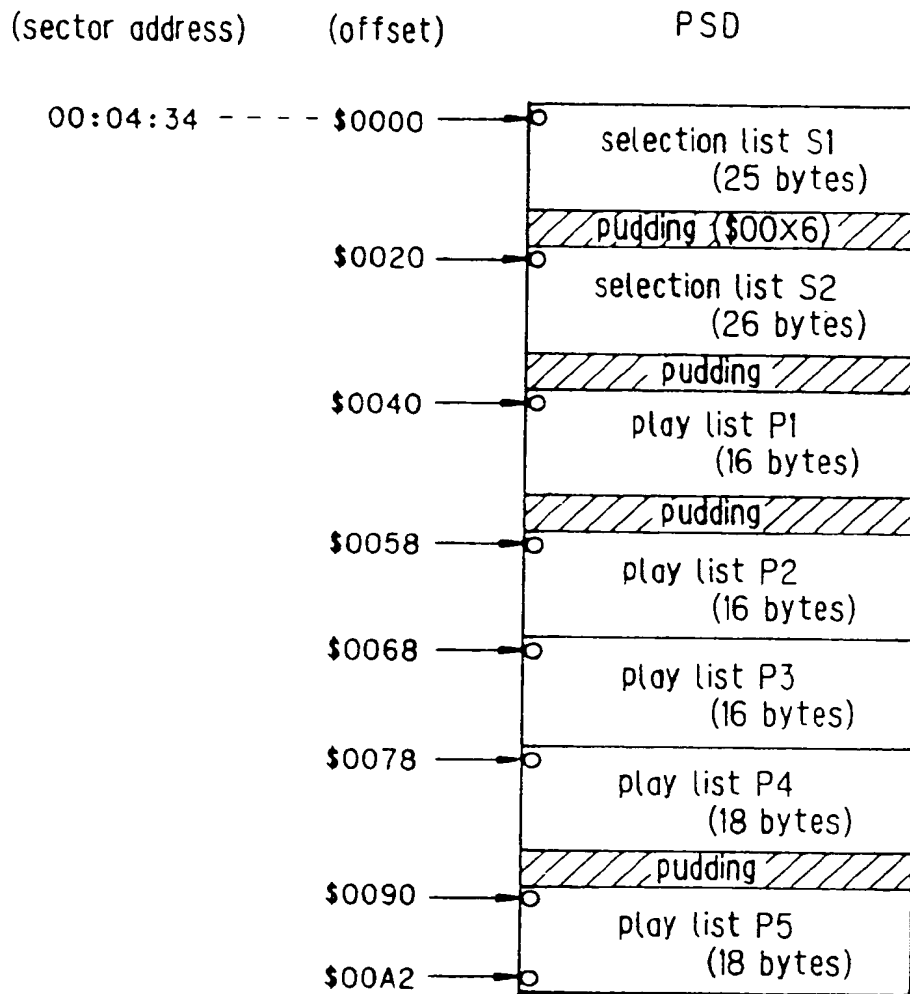 (sector address) (offset) PSD
00:04:34 ---- $0000
selection list S1
(25 bytes)
pudding ($00X6)
$0020
selection list S2
(26 bytes)
pudding
$0040
play list P1
(16 bytes)
pudding
$0058
play list P2
(16 bytes)
$0068
play list P3
(16 bytes)
$0078
play list P4
(18 bytes)
pudding
$0090
play list P5
(18 bytes)
$00A2